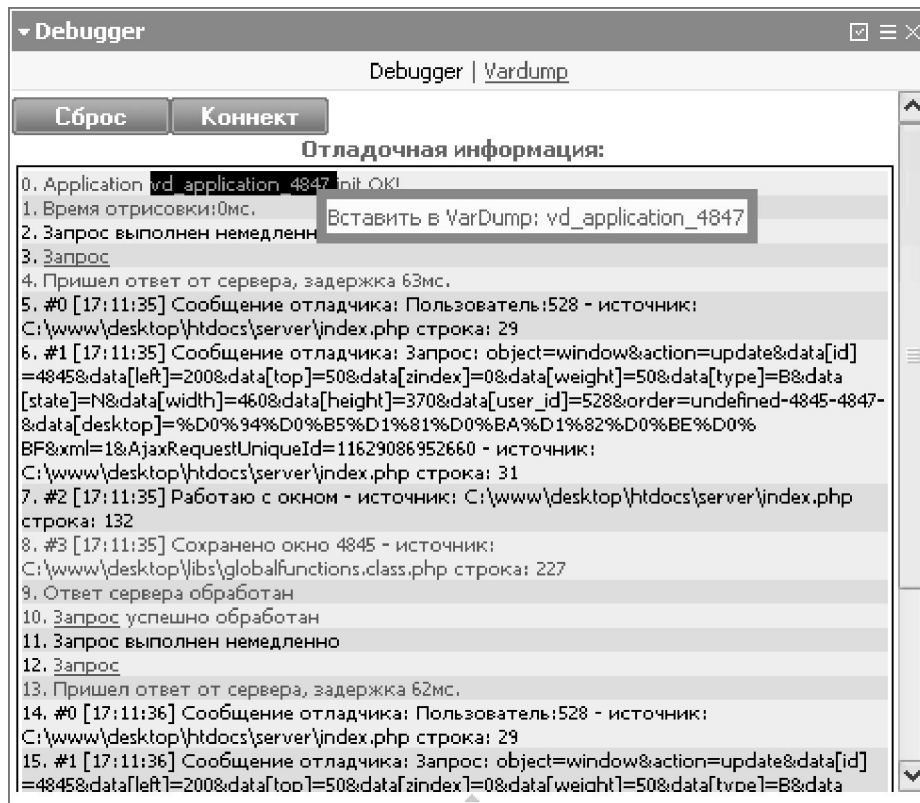 Debugger
Debugger | Vardump
Сброс Коннект
Отладочная информация:
0. Application vd_application_4847 init OK!
Вставить в VarDump: vd_application_4847
1. Время отрисовки:0мс.
2. Запрос выполнен немедленн
3. Запрос
4. Пришел ответ от сервера, задержка 63мс.
5. #0 [17:11:35] Сообщение отладчика: Пользователь:528 - источник:
C:\www\desktop\htdocs\server\index.php строка: 29
6. #1 [17:11:35] Сообщение отладчика: Запрос: object=window&action=update&data[id]
=4845&data[left]=200&data[top]=50&data[zindex]=0&data[weight]=50&data[type]=B&data
[state]=N&data[width]=460&data[height]=370&data[user_id]=528&order=undefined-4845-4847-
&data[desktop]=%D0%94%D0%B5%D1%81%D0%BA%D1%82%D0%BE%D0%
BF&xml=1&AjaxRequestUniqueId=11629086952660 - источник:
C:\www\desktop\htdocs\server\index.php строка: 31
7. #2 [17:11:35] Работаю с окном - источник: C:\www\desktop\htdocs\server\index.php
строка: 132
8. #3 [17:11:35] Сохранено окно 4845 - источник:
C:\www\desktop\libs\globalfunctions.class.php строка: 227
9. Ответ сервера обработан
10. Запрос успешно обработан
11. Запрос выполнен немедленно
12. Запрос
13. Пришел ответ от сервера, задержка 62мс.
14. #0 [17:11:36] Сообщение отладчика: Пользователь:528 - источник:
C:\www\desktop\htdocs\server\index.php строка: 29
15. #1 [17:11:36] Сообщение отладчика: Запрос: object=window&action=update&data[id]
=4845&data[left]=200&data[top]=50&data[zindex]=0&data[weight]=50&data[type]=B&data